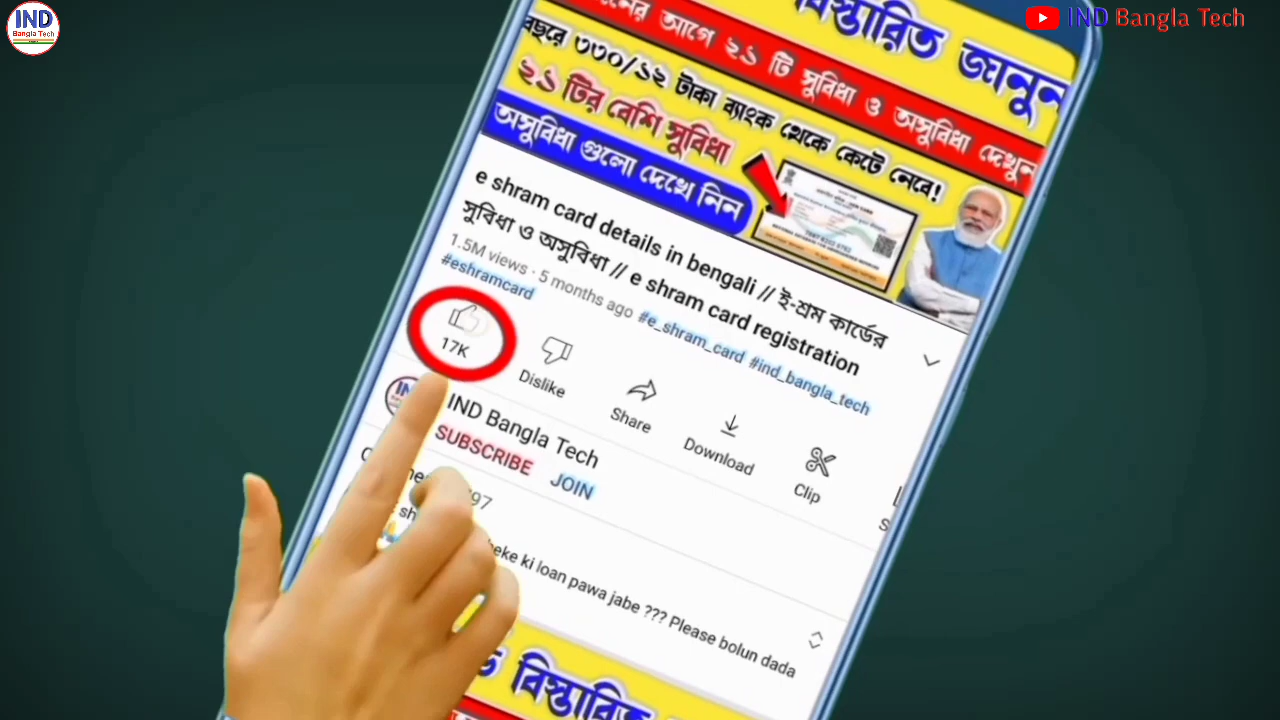 IND
Bangla Tech
IND Bangla Tech
বিস্তারিত জানুন
আগে ২১ টি সুবিধা ও অসুবিধা দেখুন
বছরে ৩৩০/১২ টাকা ব্যাংক থেকে কেটে নেবে!
২১ টির বেশি সুবিধা
অসুবিধা গুলো দেখে নিন
e shram card details in bengali // ই-শ্রম কার্ডের
সুবিধা ও অসুবিধা // e shram card registration
1.5M views · 5 months ago #e_shram_card #ind_bangla_tech
#eshramcard
17K
Dislike
Share
Download
Clip
IND Bangla Tech
SUBSCRIBE JOIN
97
ki loan pawa jabe ??? Please bolun dada
বিস্তারিত